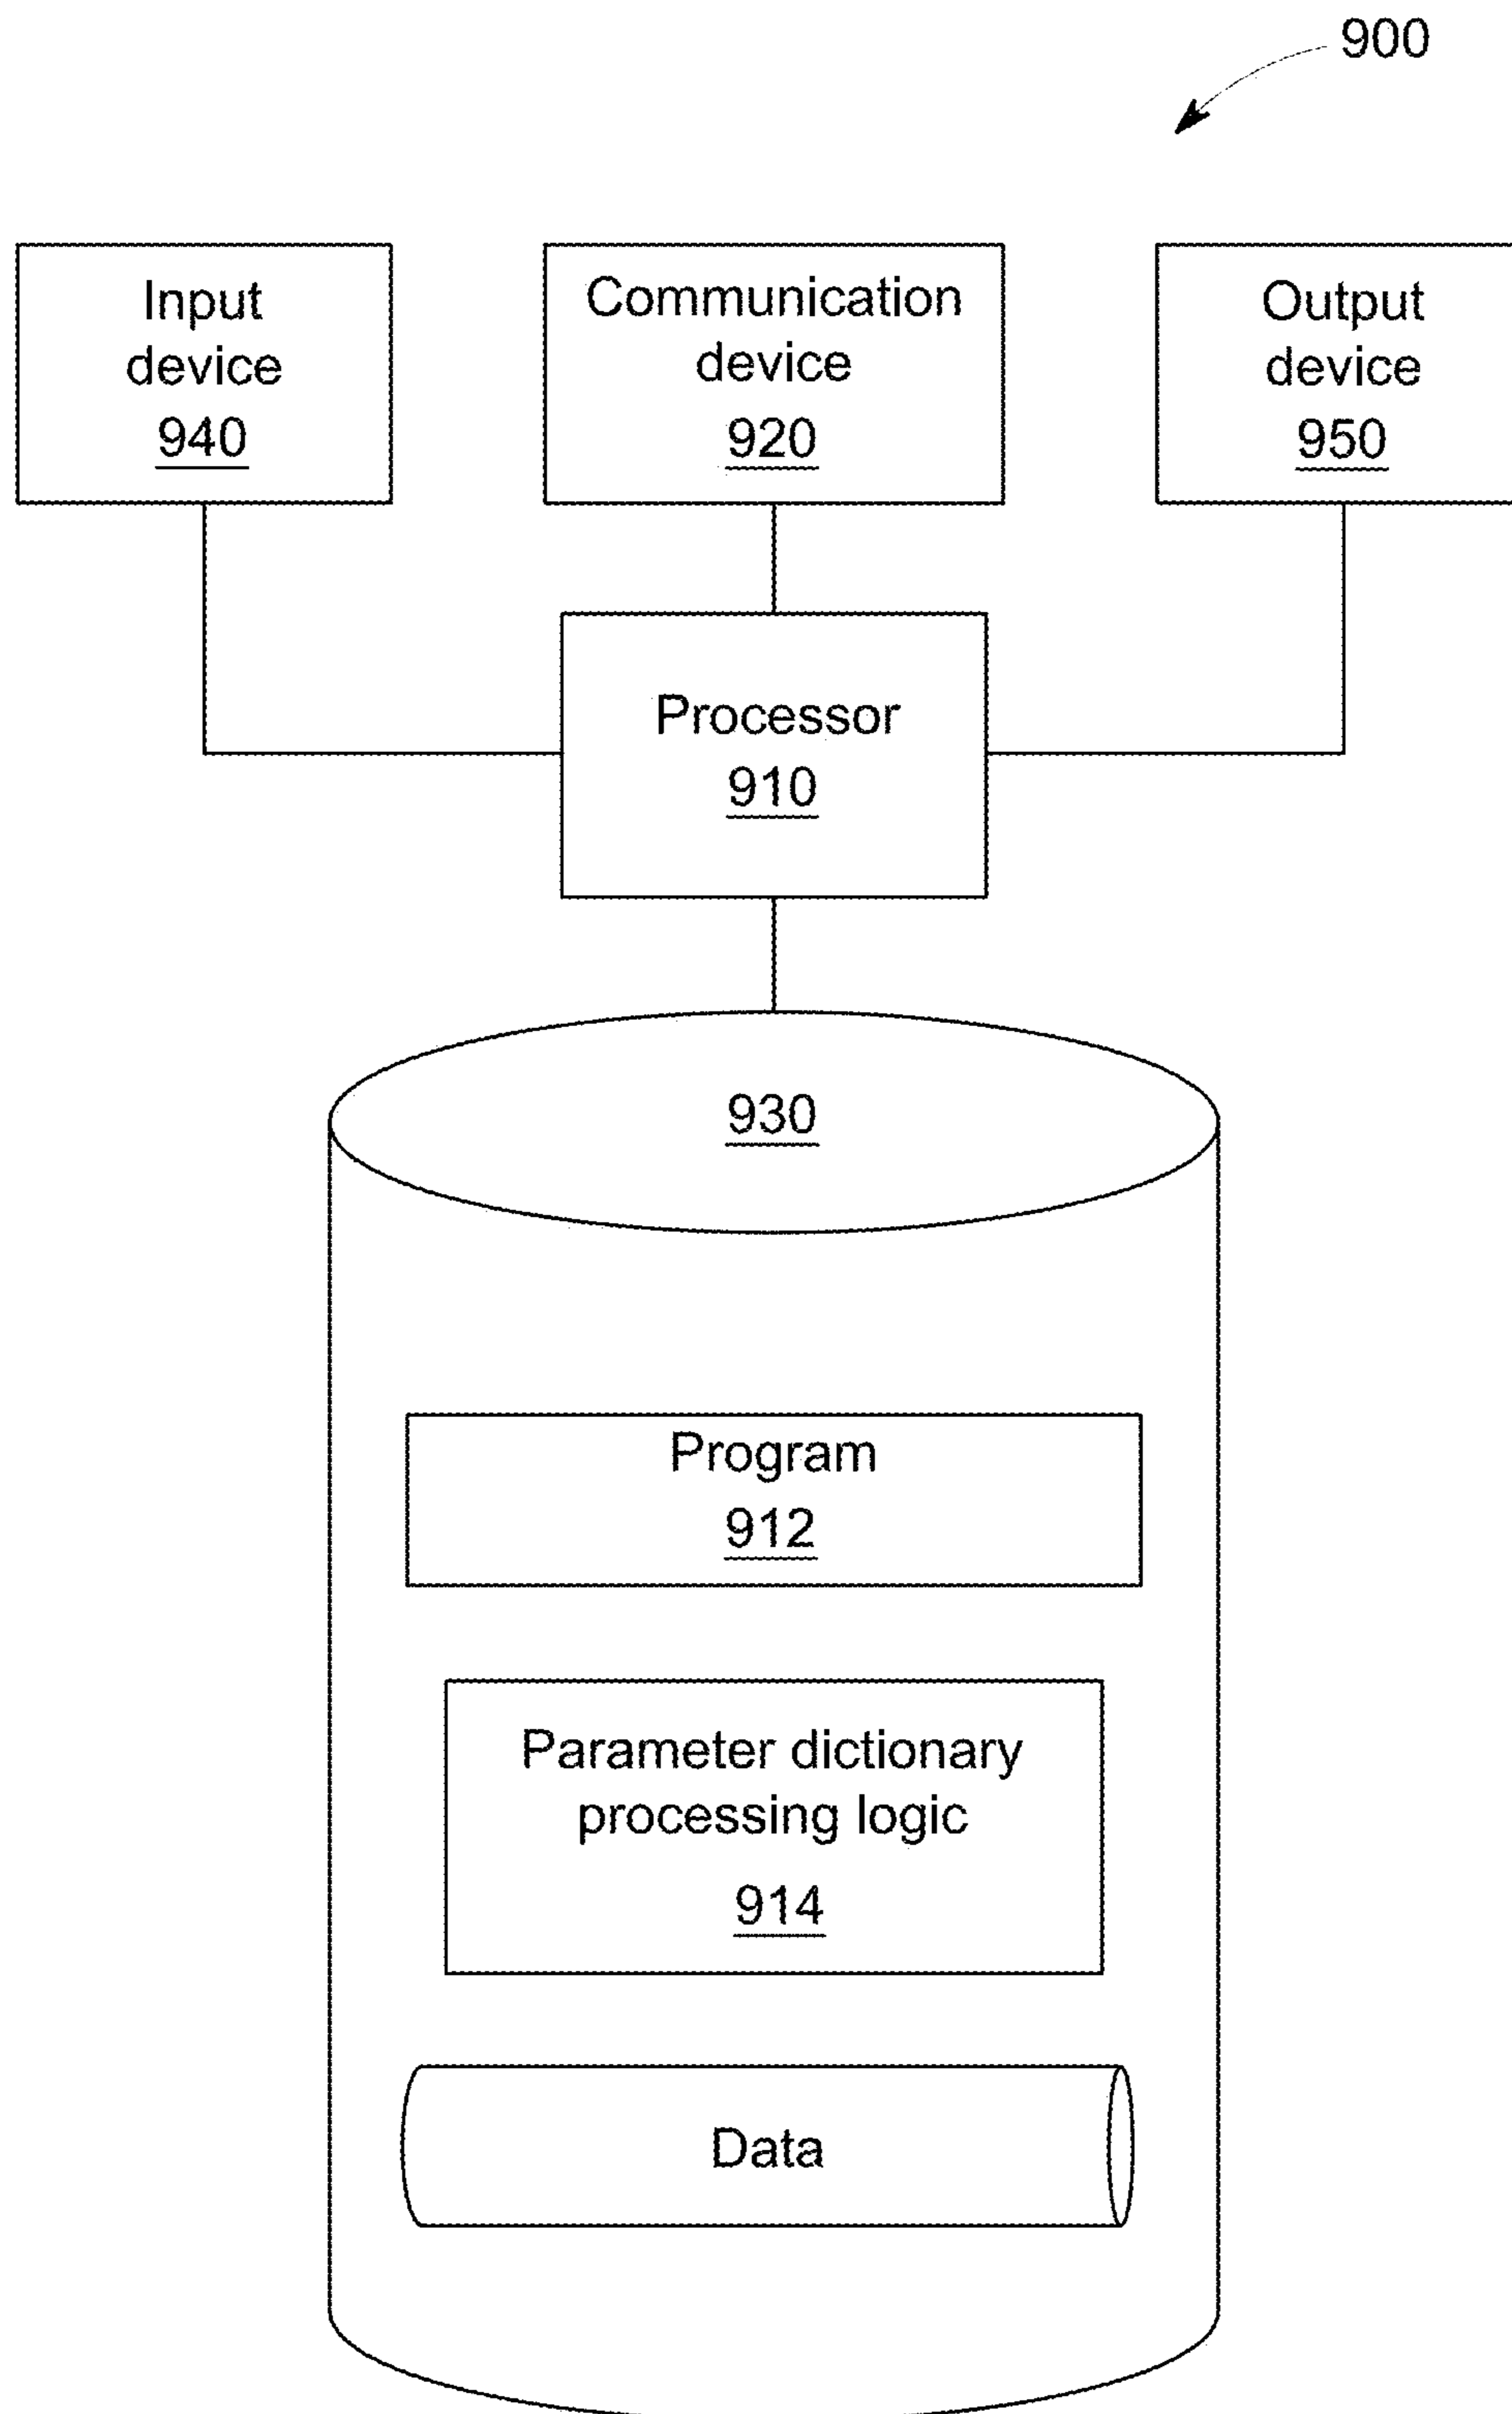 900
Input
device
940
Communication
device
920
Output
device
950
Processor
910
930
Program
912
Parameter dictionary
processing logic
914
Data